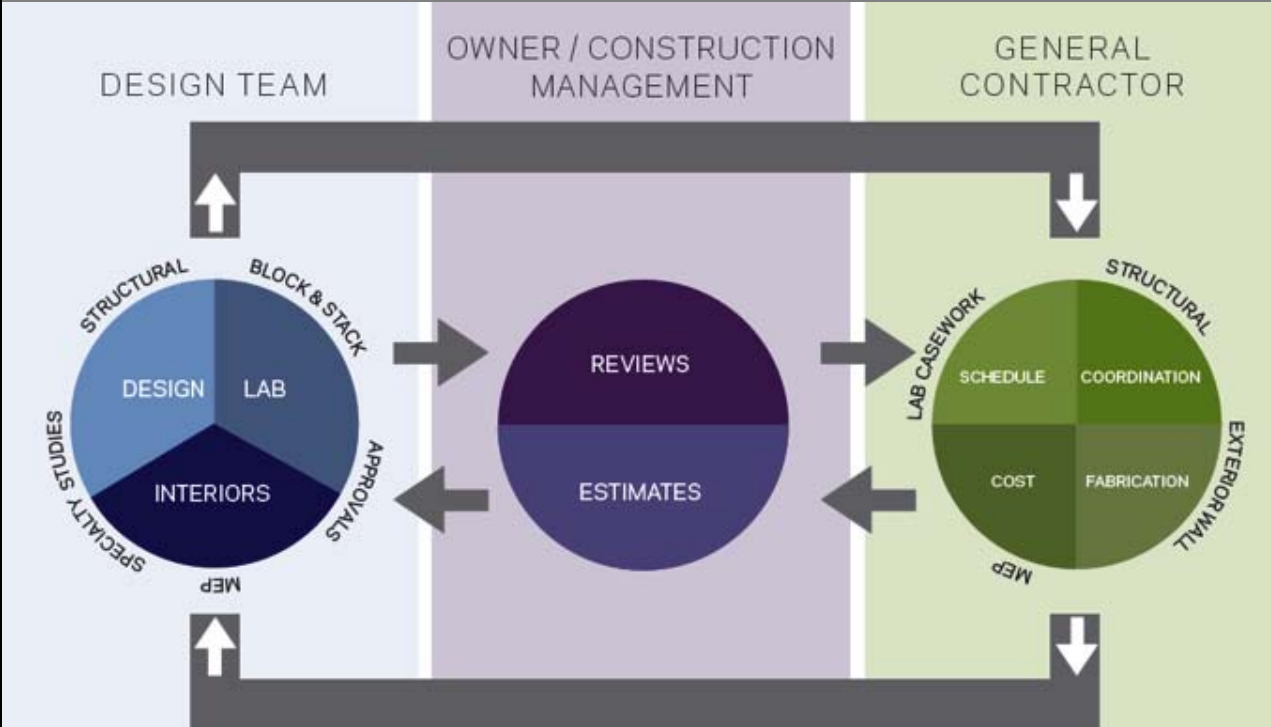 DESIGN TEAM
OWNER / CONSTRUCTION
MANAGEMENT
GENERAL
CONTRACTOR
STRUCTURAL
BLOCK & STACK
DESIGN
LAB
INTERIORS
SPECIALTY STUDIES
APPROVALS
MEP
REVIEWS
ESTIMATES
LAB CASEWORK
STRUCTURAL
SCHEDULE
COORDINATION
COST
FABRICATION
EXTERIOR WALL
MEP